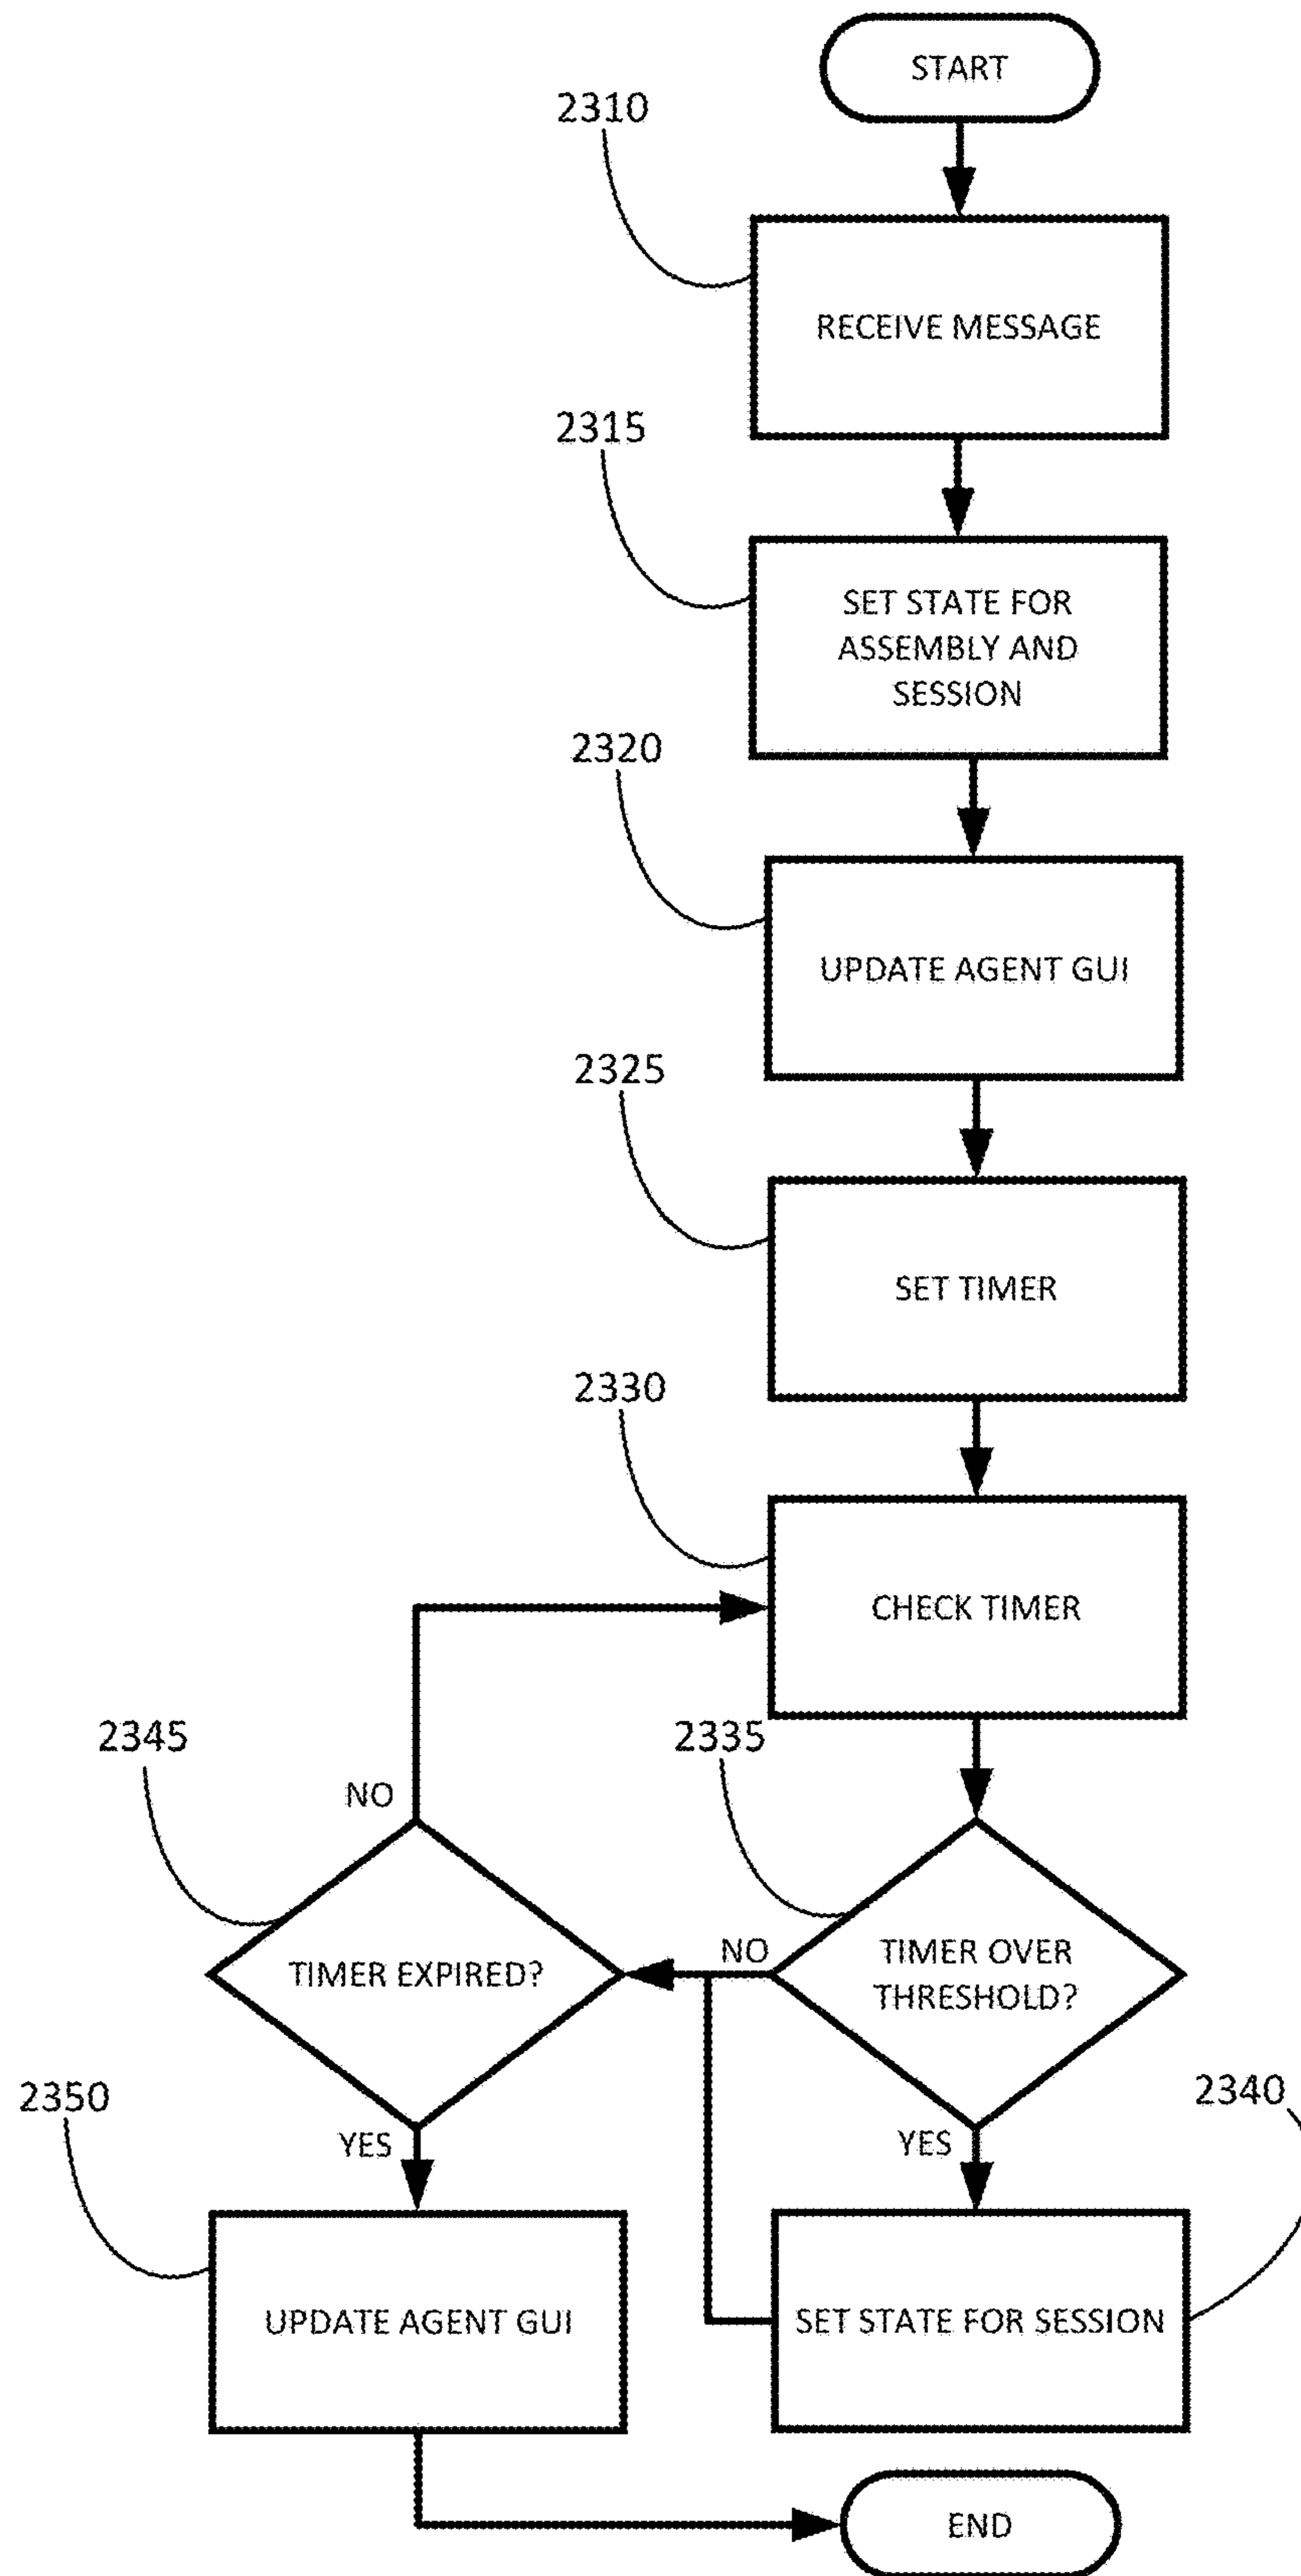 START
2310
RECEIVE MESSAGE
2315
SET STATE FOR
ASSEMBLY AND
SESSION
2320
UPDATE AGENT GUI
2325
SET TIMER
2330
CHECK TIMER
2345
2335
NO
TIMER EXPIRED?
NO
TIMER OVER
THRESHOLD?
2350
YES
YES
2340
UPDATE AGENT GUI
SET STATE FOR SESSION
END